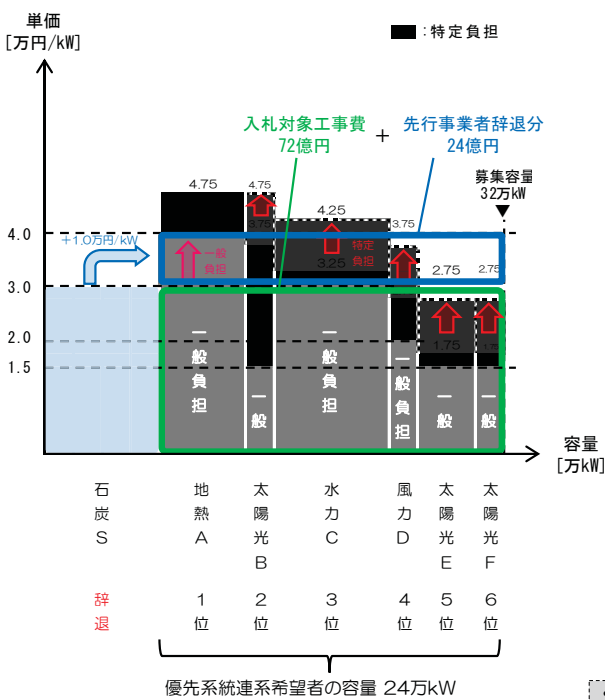 単価
[万円/kW]
:特定負担
入札対象工事費
72億円
+
先行事業者辞退分
24億円
募集容量
32万kW
4.75
4.75
4.25
3.75
3.75
3.25
特定
負担
一般
負担
2.75
2.75
+1.0万円/kW
4.0
3.0
2.0
1.5
1.75
1.75
一般負担
一般
一般負担
一般負担
一般
一般
容量
[万kW]
石炭S
地熱A
太陽光B
水力C
風力D
太陽光E
太陽光F
辞退
1位
2位
3位
4位
5位
6位
優先系統連系希望者の容量 24万kW